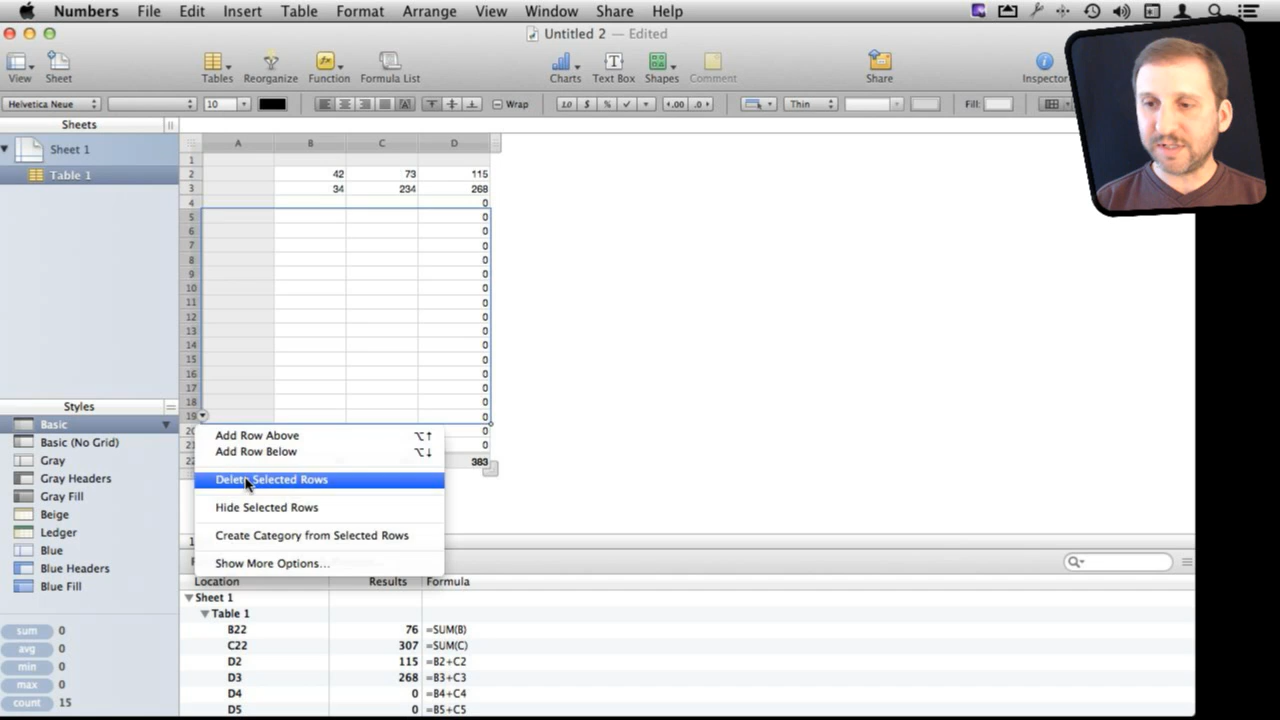 Numbers File Edit Insert Table Format Arrange View Window Share Help
Untitled 2 — Edited
View Sheet Tables Reorganize Function Formula List Charts Text Box Shapes Comment Share Inspector
Helvetica Neue 10 Wrap 1.0 $ % .00 .0 Thin Fill:
Sheets
Sheet 1
Table 1
A B C D
1
2 42 73 115
3 34 234 268
4 0
5 0
6 0
7 0
8 0
9 0
10 0
11 0
12 0
13 0
14 0
15 0
16 0
17 0
18 0
19 0
20 0
21 0
22 383
Add Row Above ⌥↑
Add Row Below ⌥↓
Delete Selected Rows
Hide Selected Rows
Create Category from Selected Rows
Show More Options...
Styles
Basic
Basic (No Grid)
Gray
Gray Headers
Gray Fill
Beige
Ledger
Blue
Blue Headers
Blue Fill
sum 0
avg 0
min 0
max 0
count 15
Location Results Formula
Sheet 1
Table 1
B22 76 =SUM(B)
C22 307 =SUM(C)
D2 115 =B2+C2
D3 268 =B3+C3
D4 0 =B4+C4
D5 0 =B5+C5